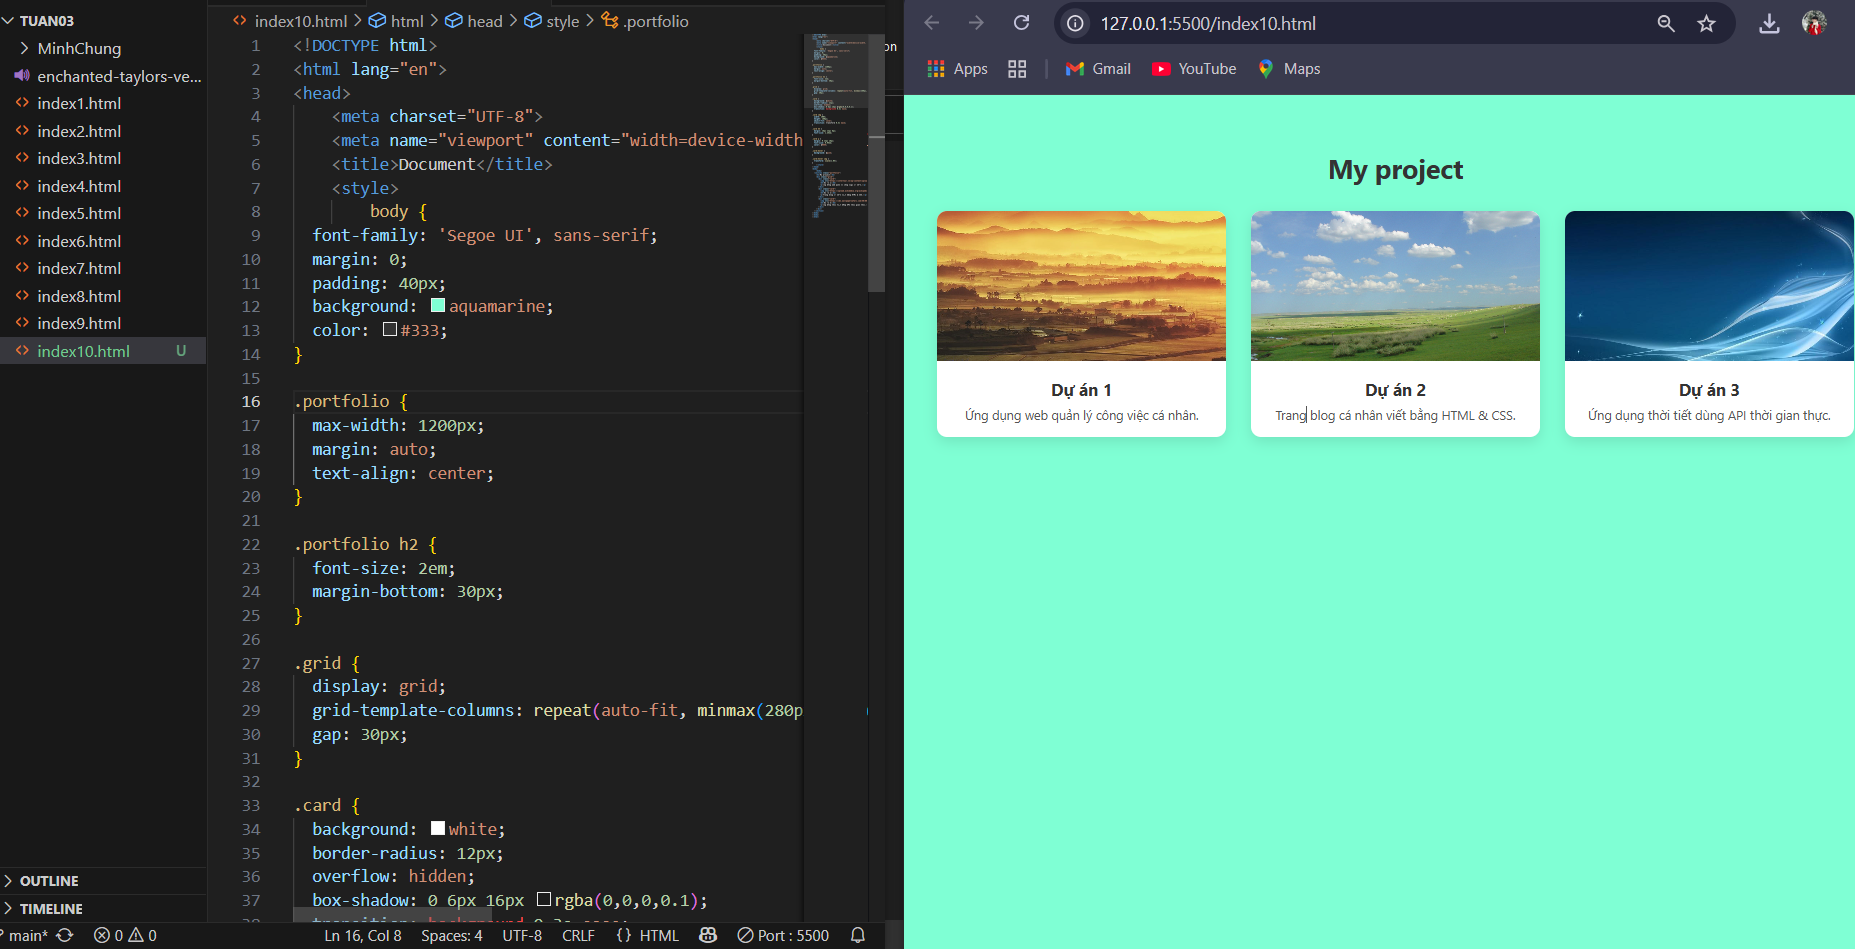 TUAN03
MinhChung
enchanted-taylors-ve...
index1.html
index2.html
index3.html
index4.html
index5.html
index6.html
index7.html
index8.html
index9.html
index10.html U
OUTLINE
TIMELINE
index10.html > html > head > style > .portfolio
1 <!DOCTYPE html>
2 <html lang="en">
3 <head>
4 <meta charset="UTF-8">
5 <meta name="viewport" content="width=device-width
6 <title>Document</title>
7 <style>
8 body {
9 font-family: 'Segoe UI', sans-serif;
10 margin: 0;
11 padding: 40px;
12 background: aquamarine;
13 color: #333;
14 }
15
16 .portfolio {
17 max-width: 1200px;
18 margin: auto;
19 text-align: center;
20 }
21
22 .portfolio h2 {
23 font-size: 2em;
24 margin-bottom: 30px;
25 }
26
27 .grid {
28 display: grid;
29 grid-template-columns: repeat(auto-fit, minmax(280p
30 gap: 30px;
31 }
32
33 .card {
34 background: white;
35 border-radius: 12px;
36 overflow: hidden;
37 box-shadow: 0 6px 16px rgba(0,0,0,0.1);
on
main* 0 0 Ln 16, Col 8 Spaces: 4 UTF-8 CRLF {} HTML Port : 5500
127.0.0.1:5500/index10.html
Apps Gmail YouTube Maps
My project
Dự án 1
Ứng dụng web quản lý công việc cá nhân.
Dự án 2
Trang blog cá nhân viết bằng HTML & CSS.
Dự án 3
Ứng dụng thời tiết dùng API thời gian thực.